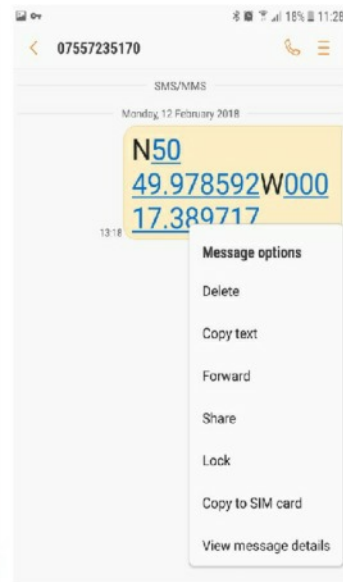 18% 11:28
07557235170
SMS/MMS
Monday, 12 February 2018
N50
49.978592W000
17.389717
13:18
Message options
Delete
Copy text
Forward
Share
Lock
Copy to SIM card
View message details